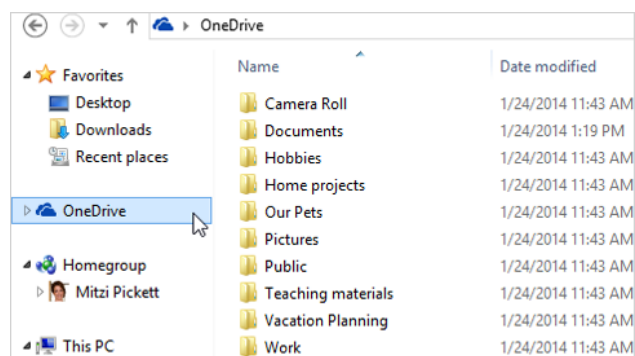 OneDrive
Favorites
Desktop
Downloads
Recent places
OneDrive
Homegroup
Mitzi Pickett
This PC
Name Date modified
Camera Roll 1/24/2014 11:43 AM
Documents 1/24/2014 1:19 PM
Hobbies 1/24/2014 11:43 AM
Home projects 1/24/2014 11:43 AM
Our Pets 1/24/2014 11:43 AM
Pictures 1/24/2014 11:43 AM
Public 1/24/2014 11:43 AM
Teaching materials 1/24/2014 11:43 AM
Vacation Planning 1/24/2014 11:43 AM
Work 1/24/2014 11:43 AM